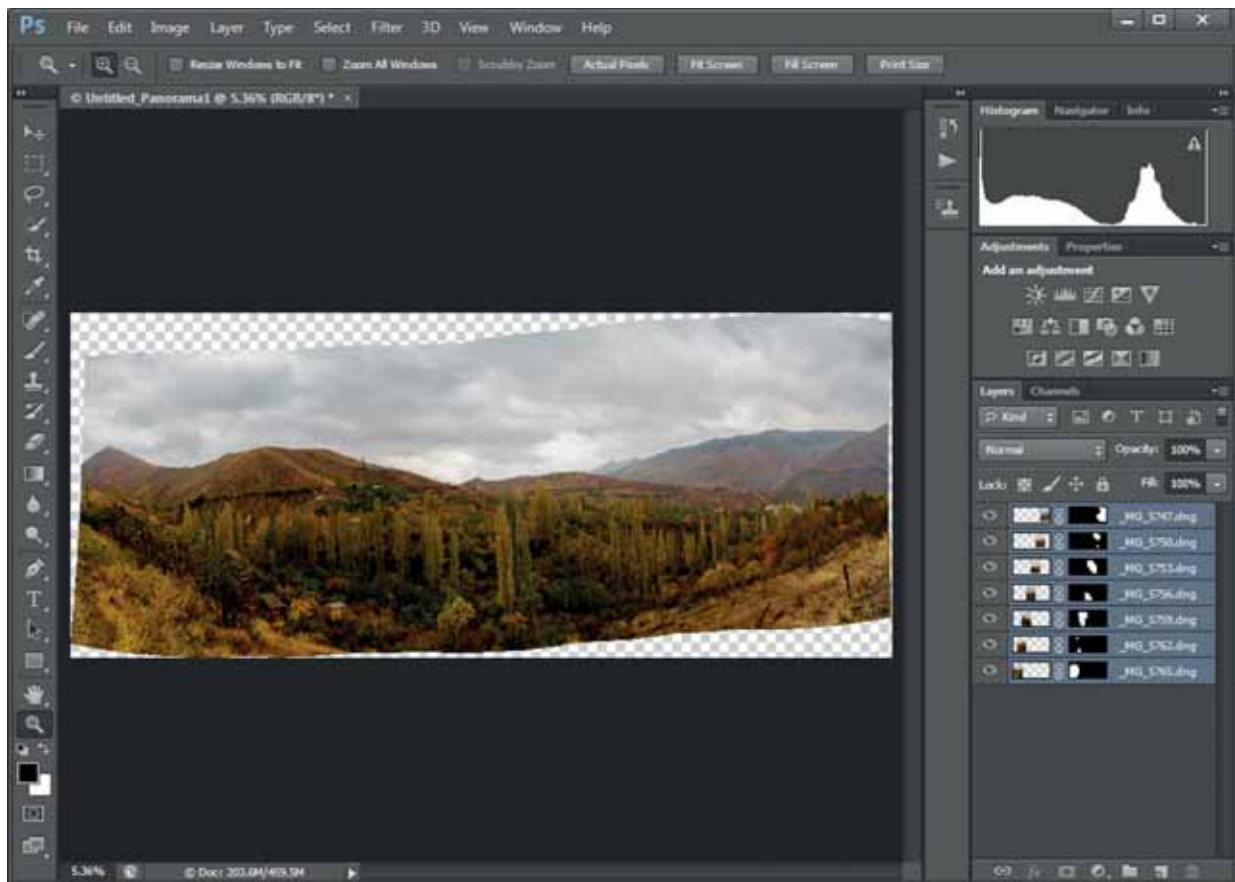 Ps File Edit Image Layer Type Select Filter 3D View Window Help
Resize Windows to Fit Zoom All Windows Scrubby Zoom Actual Pixels Fit Screen Fill Screen Print Size
© Untitled_Panorama1 @ 5.36% (RGB/8*) * ×
Histogram Navigator Info
Adjustments Properties
Add an adjustment
Layers Channels
Kind
Normal Opacity: 100%
Lock: Fill: 100%
_MG_5747.dng
_MG_5750.dng
_MG_5753.dng
_MG_5756.dng
_MG_5759.dng
_MG_5762.dng
_MG_5765.dng
5.36% © Doc: 203.6M/459.5M